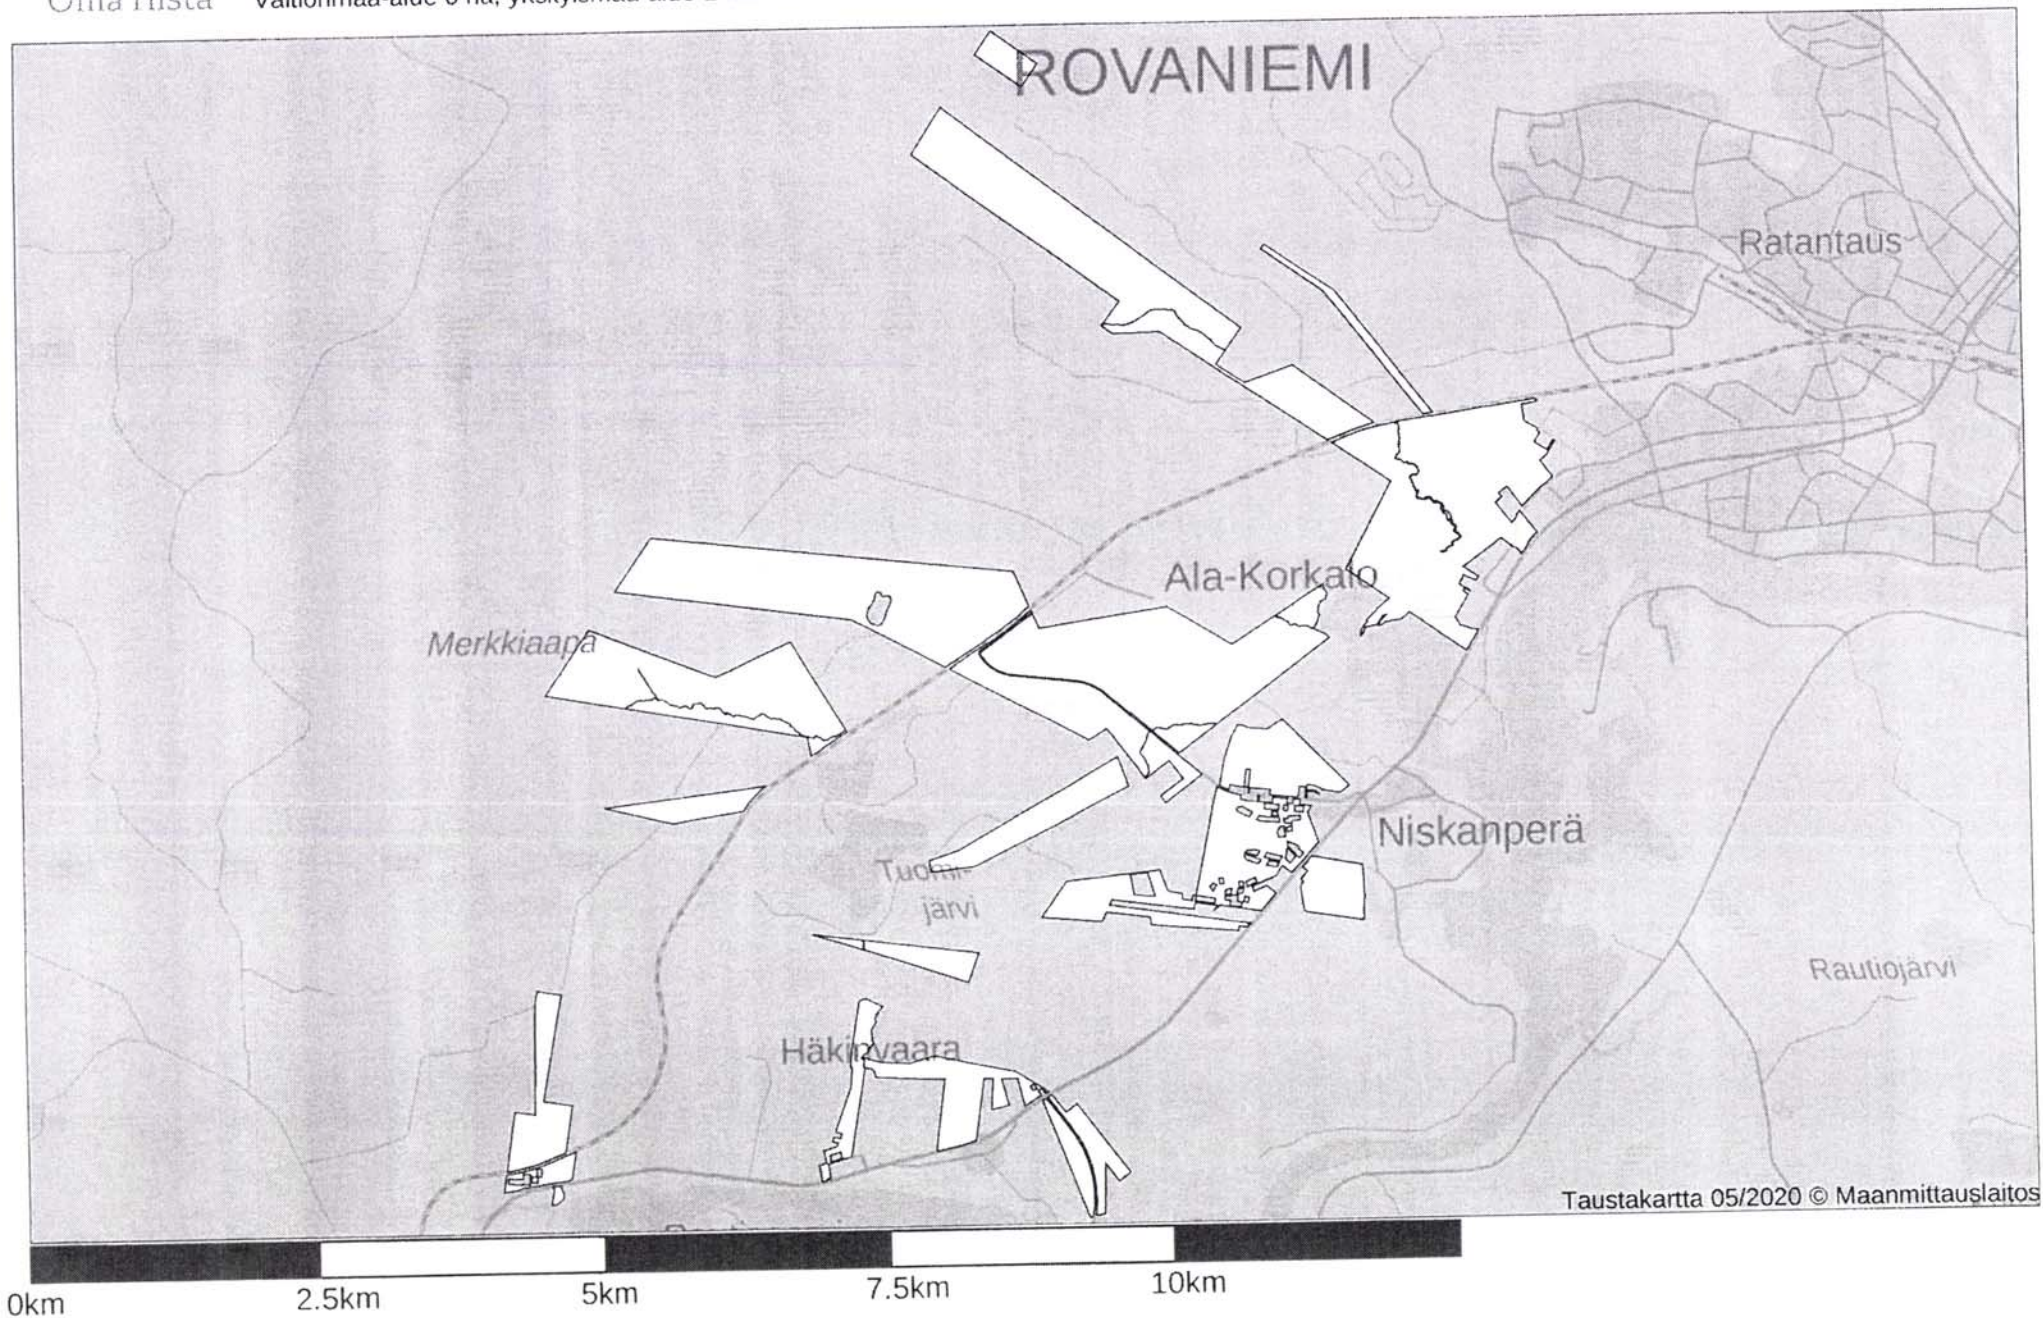 ROVANIEMI
Ratantaus
Ala-Korkalo
Merkkiaapa
Niskanperä
Tuomi-
järvi
Rautiojärvi
Häkinvaara
Taustakartta 05/2020 © Maanmittauslaitos
0km 2.5km 5km 7.5km 10km